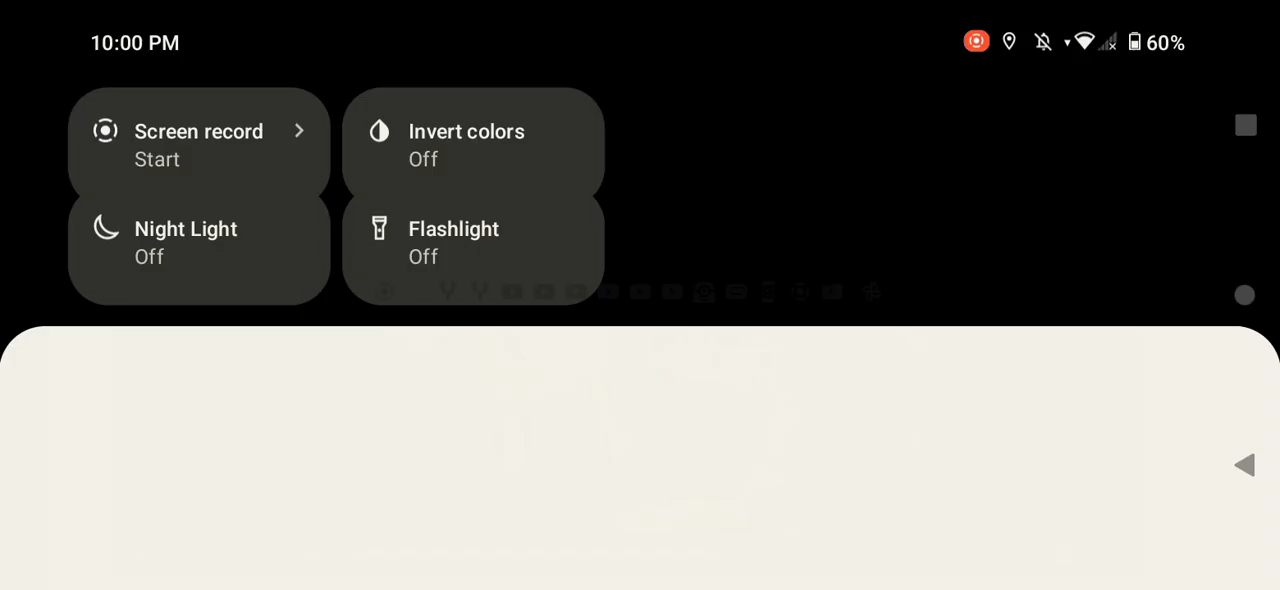 10:00 PM
60%
Screen record
Start
Invert colors
Off
Night Light
Off
Flashlight
Off